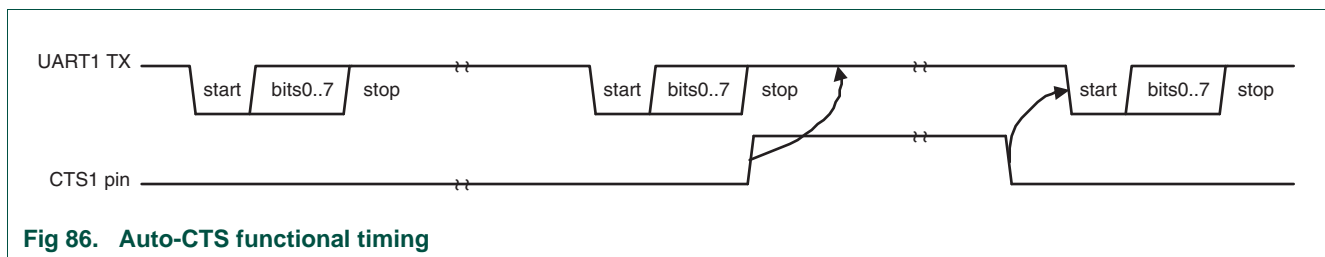 UART1 TX
start bits0..7 stop start bits0..7 stop start bits0..7 stop
CTS1 pin
Fig 86. Auto-CTS functional timing